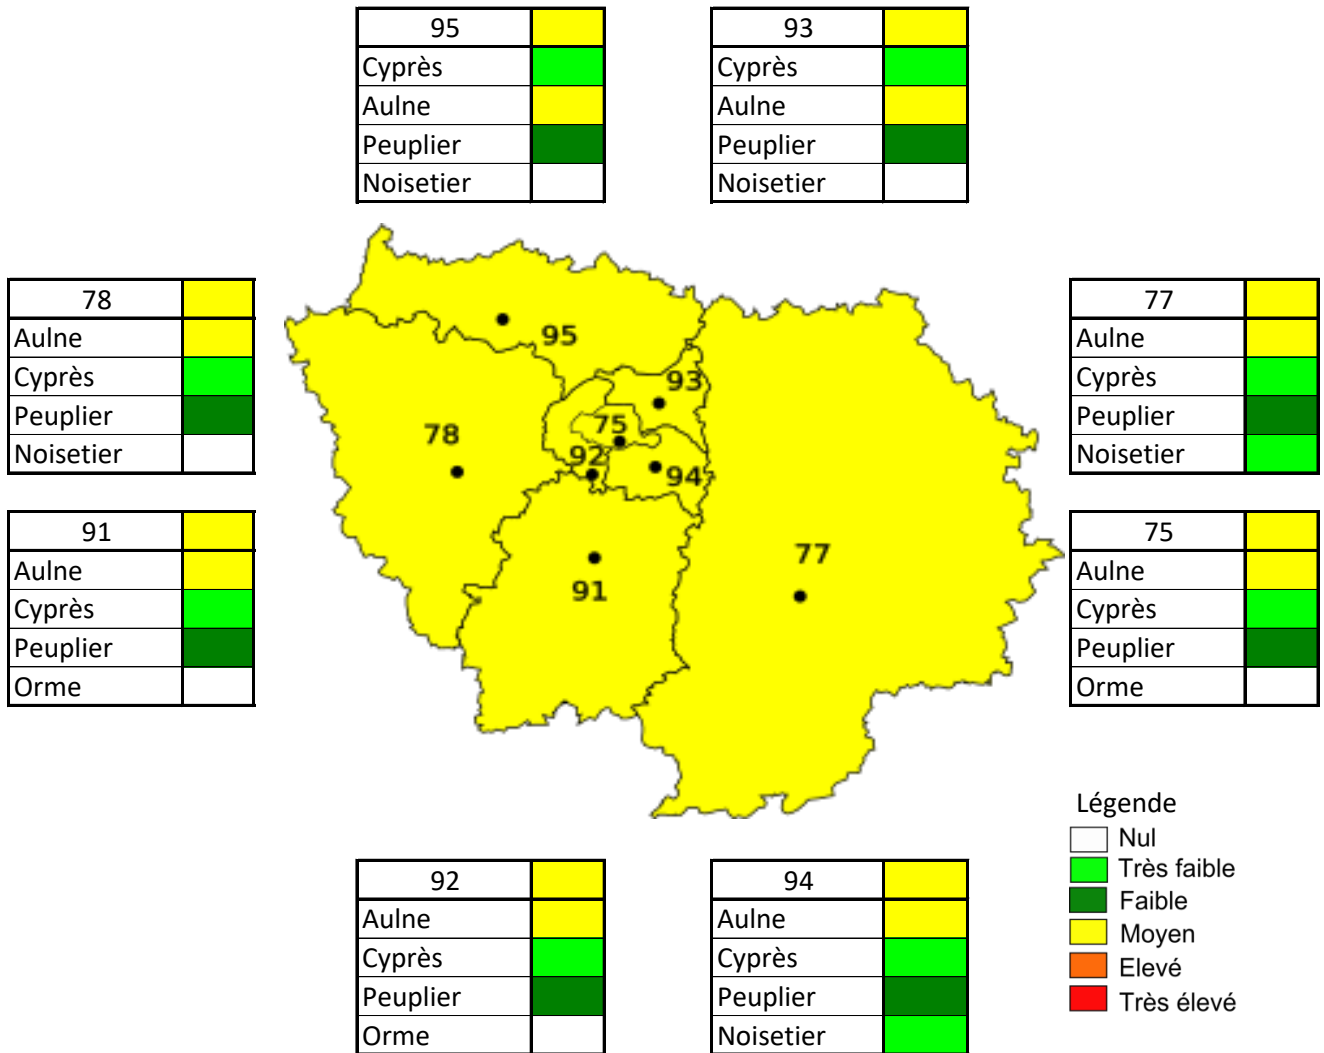 95
Cyprès
Aulne
Peuplier
Noisetier
93
Cyprès
Aulne
Peuplier
Noisetier
78
Aulne
Cyprès
Peuplier
Noisetier
91
Aulne
Cyprès
Peuplier
Orme
95
93
75
78
92
94
77
91
77
Aulne
Cyprès
Peuplier
Noisetier
75
Aulne
Cyprès
Peuplier
Orme
92
Aulne
Cyprès
Peuplier
Orme
94
Aulne
Cyprès
Peuplier
Noisetier
Légende
Nul
Très faible
Faible
Moyen
Elevé
Très élevé